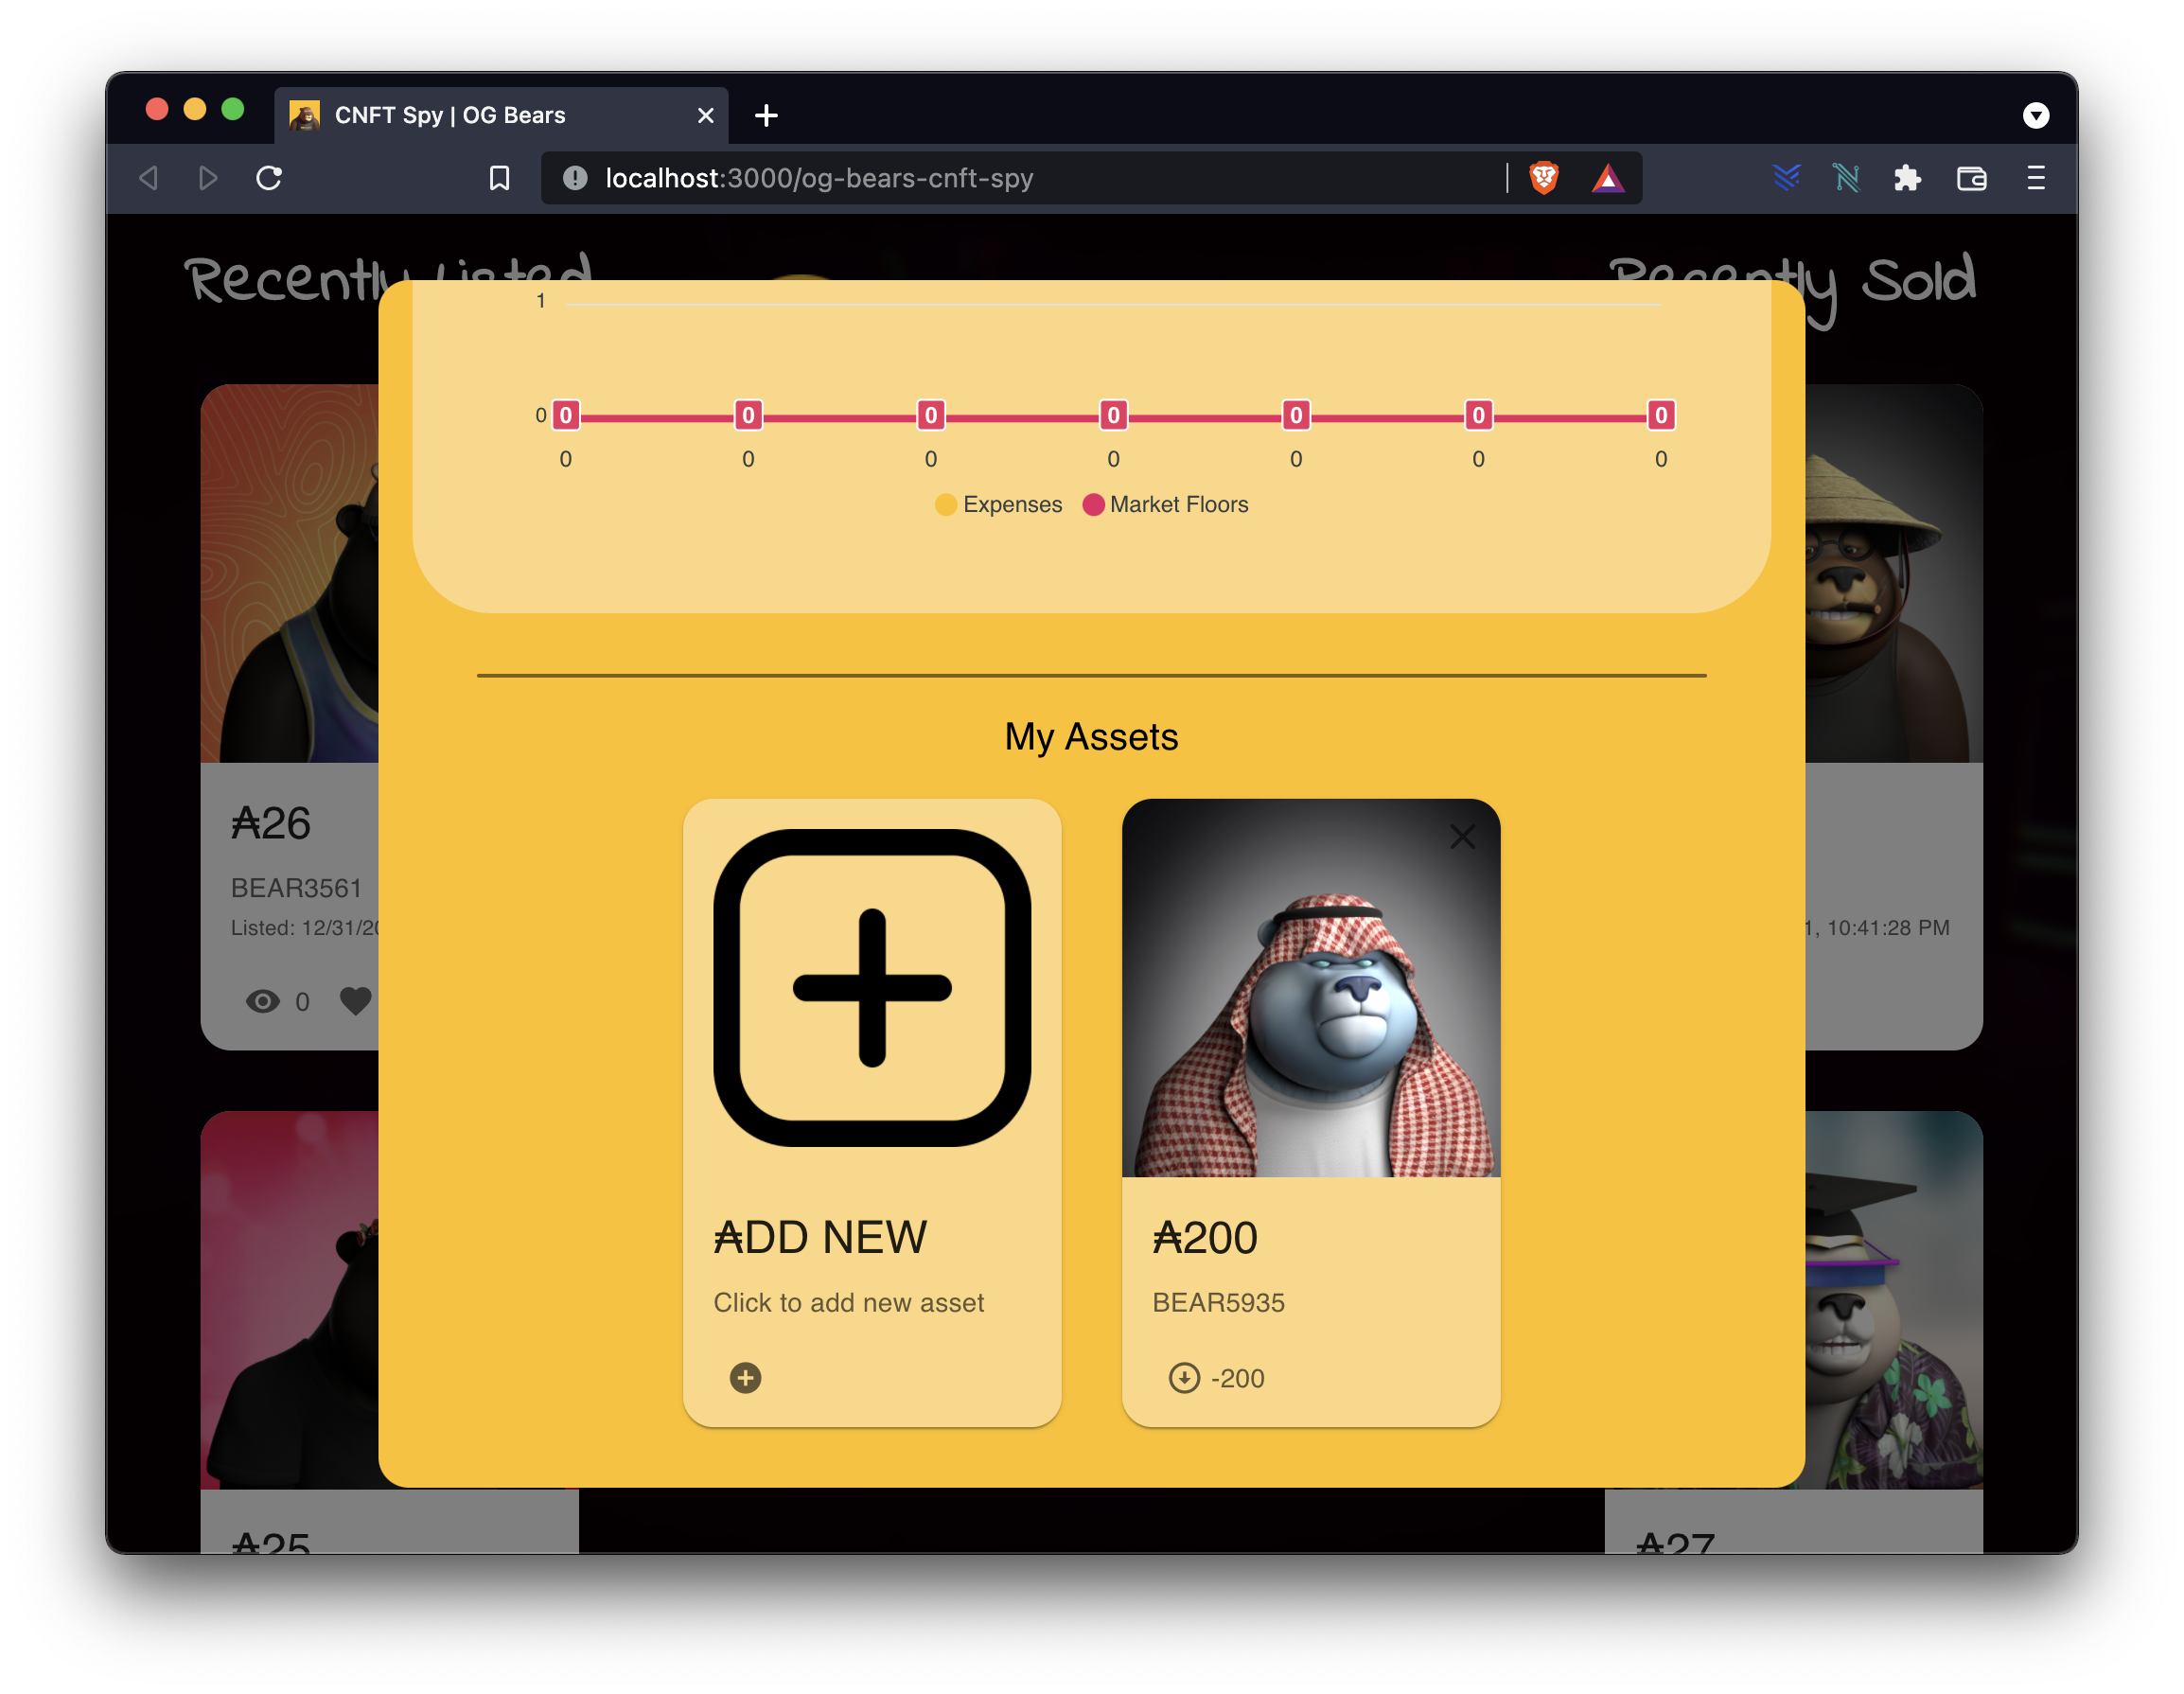 CNFT Spy | OG Bears
localhost:3000/og-bears-cnft-spy
Recently Listed
Recently Sold
1
0
0 0 0 0 0 0 0
0 0 0 0 0 0 0
Expenses Market Floors
My Assets
₳26
BEAR3561
Listed: 12/31/20
0
1, 10:41:28 PM
₳DD NEW
Click to add new asset
₳200
BEAR5935
-200
₳25
₳27